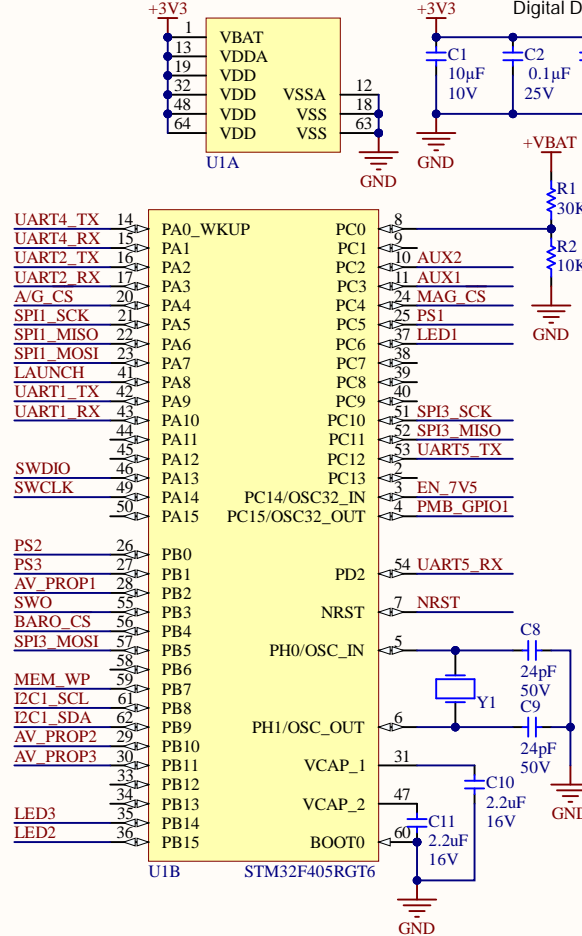 +3V3
+3V3
Digital D
1 VBAT
13 VDDA
19 VDD
32 VDD VSSA 12
48 VDD VSS 18
64 VDD VSS 63
U1A
GND
C1
10µF
10V
C2
0.1µF
25V
GND
+VBAT
R1
30K
R2
10K
GND
UART4_TX 14 PA0_WKUP PC0 8
UART4_RX 15 PA1 PC1 9
UART2_TX 16 PA2 PC2 10 AUX2
UART2_RX 17 PA3 PC3 11 AUX1
A/G_CS 20 PA4 PC4 24 MAG_CS
SPI1_SCK 21 PA5 PC5 25 PS1
SPI1_MISO 22 PA6 PC6 37 LED1
SPI1_MOSI 23 PA7 PC7 38
LAUNCH 41 PA8 PC8 39
UART1_TX 42 PA9 PC9 40
UART1_RX 43 PA10 PC10 51 SPI3_SCK
44 PA11 PC11 52 SPI3_MISO
45 PA12 PC12 53 UART5_TX
SWDIO 46 PA13 PC13 2
SWCLK 49 PA14 PC14/OSC32_IN 3 EN_7V5
50 PA15 PC15/OSC32_OUT 4 PMB_GPIO1
PS2 26 PB0
PS3 27 PB1 PD2 54 UART5_RX
AV_PROP1 28 PB2
SWO 55 PB3 NRST 7 NRST
BARO_CS 56 PB4
SPI3_MOSI 57 PB5 PH0/OSC_IN 5
58 PB6
MEM_WP 59 PB7
I2C1_SCL 61 PB8
I2C1_SDA 62 PB9 PH1/OSC_OUT 6
AV_PROP2 29 PB10
AV_PROP3 30 PB11 VCAP_1 31
33 PB12
34 PB13 VCAP_2 47
LED3 35 PB14
LED2 36 PB15 BOOT0 60
U1B STM32F405RGT6
C8
24pF
50V
Y1
C9
24pF
50V
GND
C10
2.2uF
16V
C11
2.2uF
16V
GND